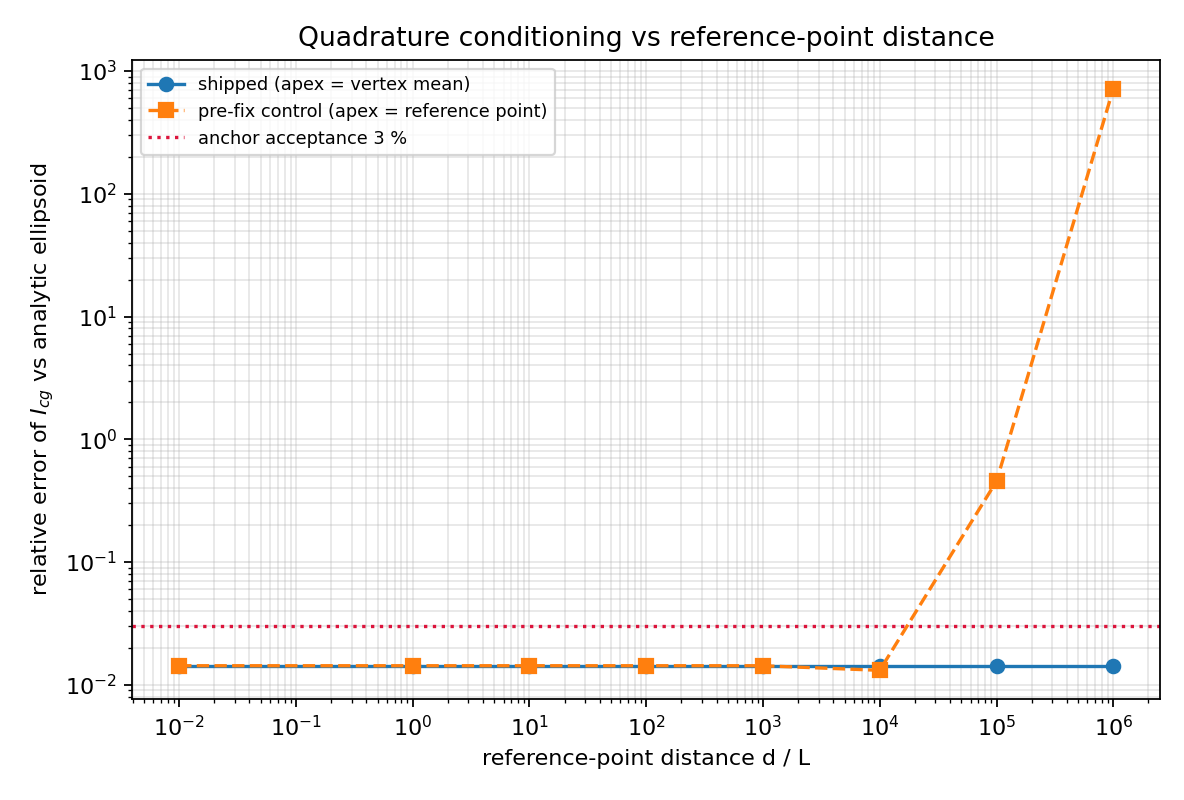 Quadrature conditioning vs reference-point distance
shipped (apex = vertex mean)
pre-fix control (apex = reference point)
anchor acceptance 3 %
relative error of I_cg vs analytic ellipsoid
10³
10²
10¹
10⁰
10⁻¹
10⁻²
10⁻² 10⁻¹ 10⁰ 10¹ 10² 10³ 10⁴ 10⁵ 10⁶
reference-point distance d / L